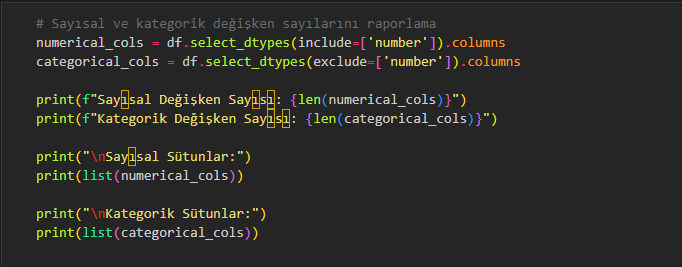 # Sayısal ve kategorik değişken sayılarını raporlama
numerical_cols = df.select_dtypes(include=['number']).columns
categorical_cols = df.select_dtypes(exclude=['number']).columns
print(f"Sayısal Değişken Sayısı: {len(numerical_cols)}")
print(f"Kategorik Değişken Sayısı: {len(categorical_cols)}")
print("\nSayısal Sütunlar:")
print(list(numerical_cols))
print("\nKategorik Sütunlar:")
print(list(categorical_cols))